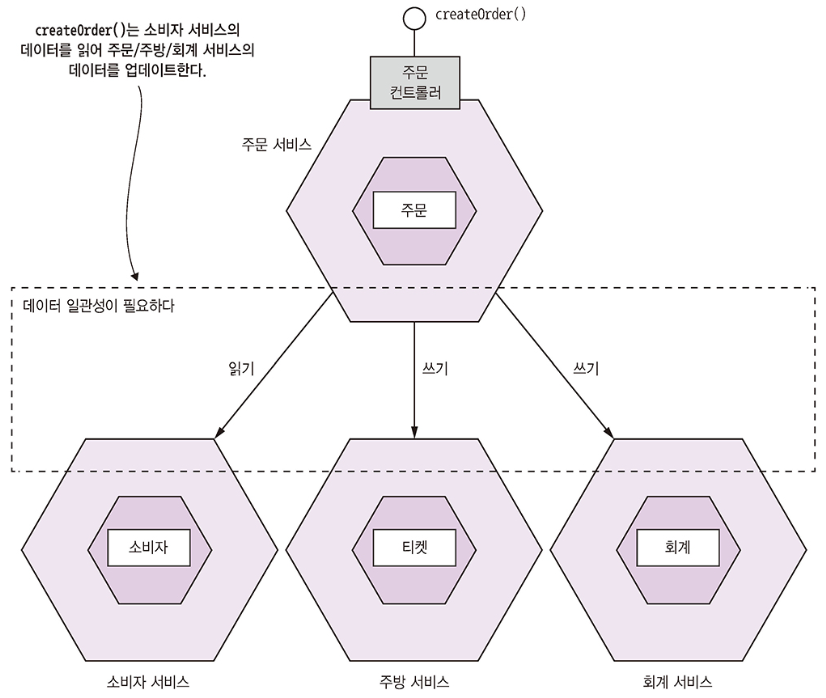 createOrder()
createOrder()는 소비자 서비스의
데이터를 읽어 주문/주방/회계 서비스의
데이터를 업데이트한다.
주문
컨트롤러
주문 서비스
주문
데이터 일관성이 필요하다
읽기
쓰기
쓰기
소비자
티켓
회계
소비자 서비스
주방 서비스
회계 서비스